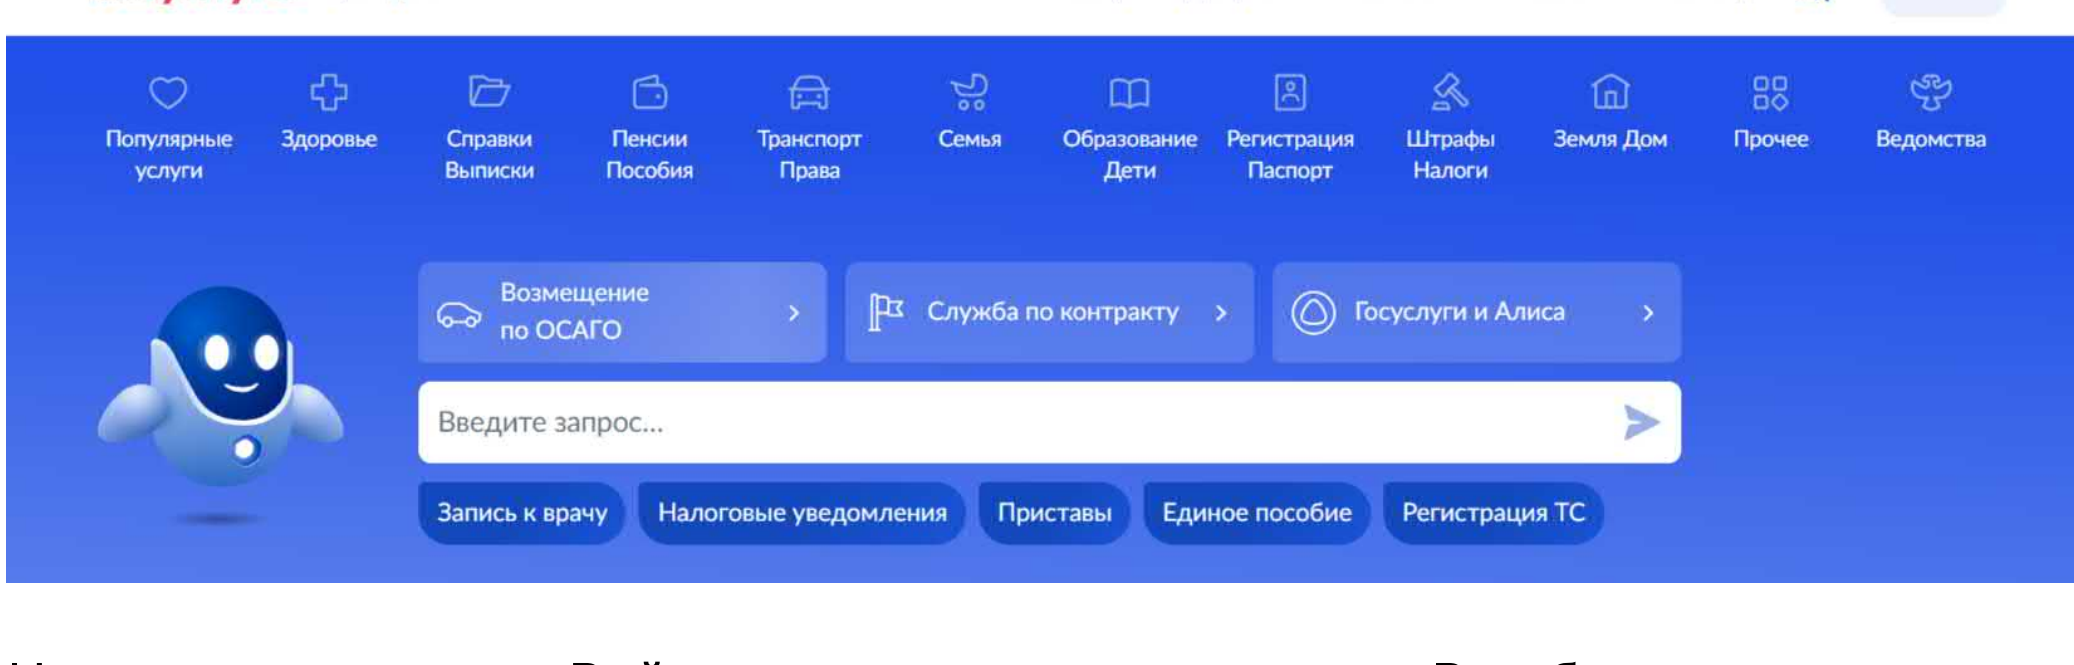 Популярные услуги
Здоровье
Справки Выписки
Пенсии Пособия
Транспорт Права
Семья
Образование Дети
Регистрация Паспорт
Штрафы Налоги
Земля Дом
Прочее
Ведомства
Возмещение
по ОСАГО
Служба по контракту
Госуслуги и Алиса
Введите запрос...
Запись к врачу
Налоговые уведомления
Приставы
Единое пособие
Регистрация ТС